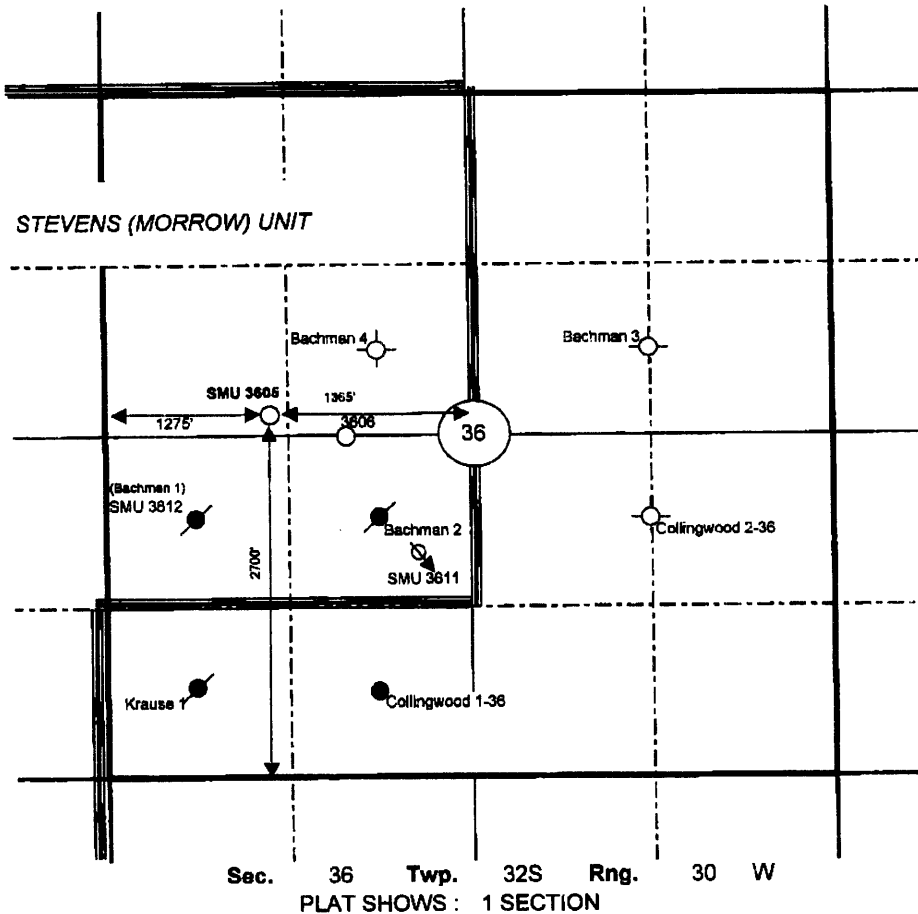 STEVENS (MORROW) UNIT
Bachman 4
Bachman 3
SMU 3605
1365'
1275'
3606
36
(Bachman 1)
SMU 3612
Bachman 2
Collingwood 2-36
2700'
SMU 3611
Krause 1
Collingwood 1-36
Sec. 36 Twp. 32S Rng. 30 W
PLAT SHOWS : 1 SECTION